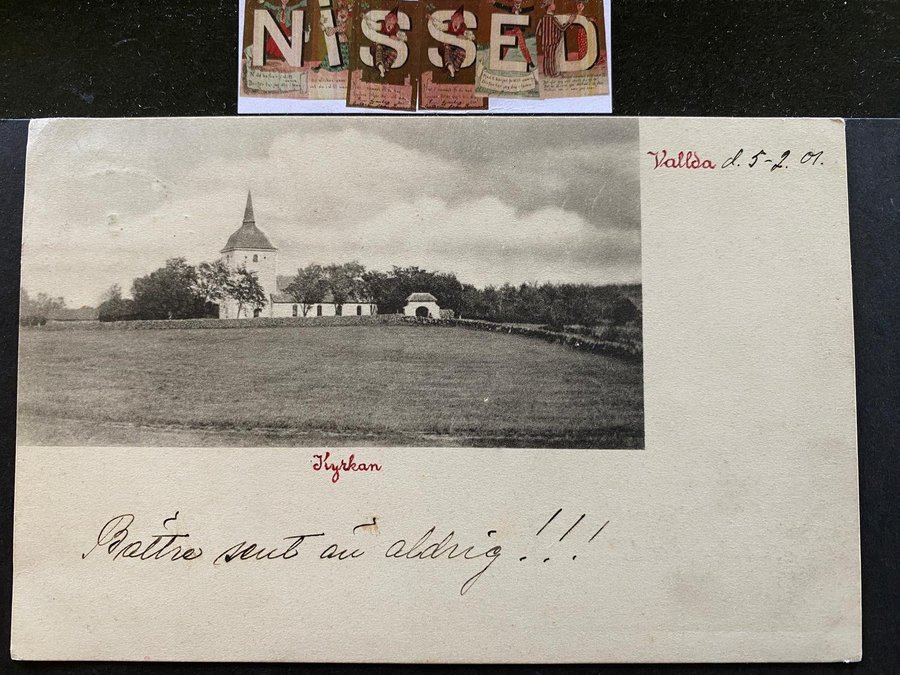 NISSED
Vallda d. 5-2. 01.
Kyrkan
Bättre sent än aldrig!!!